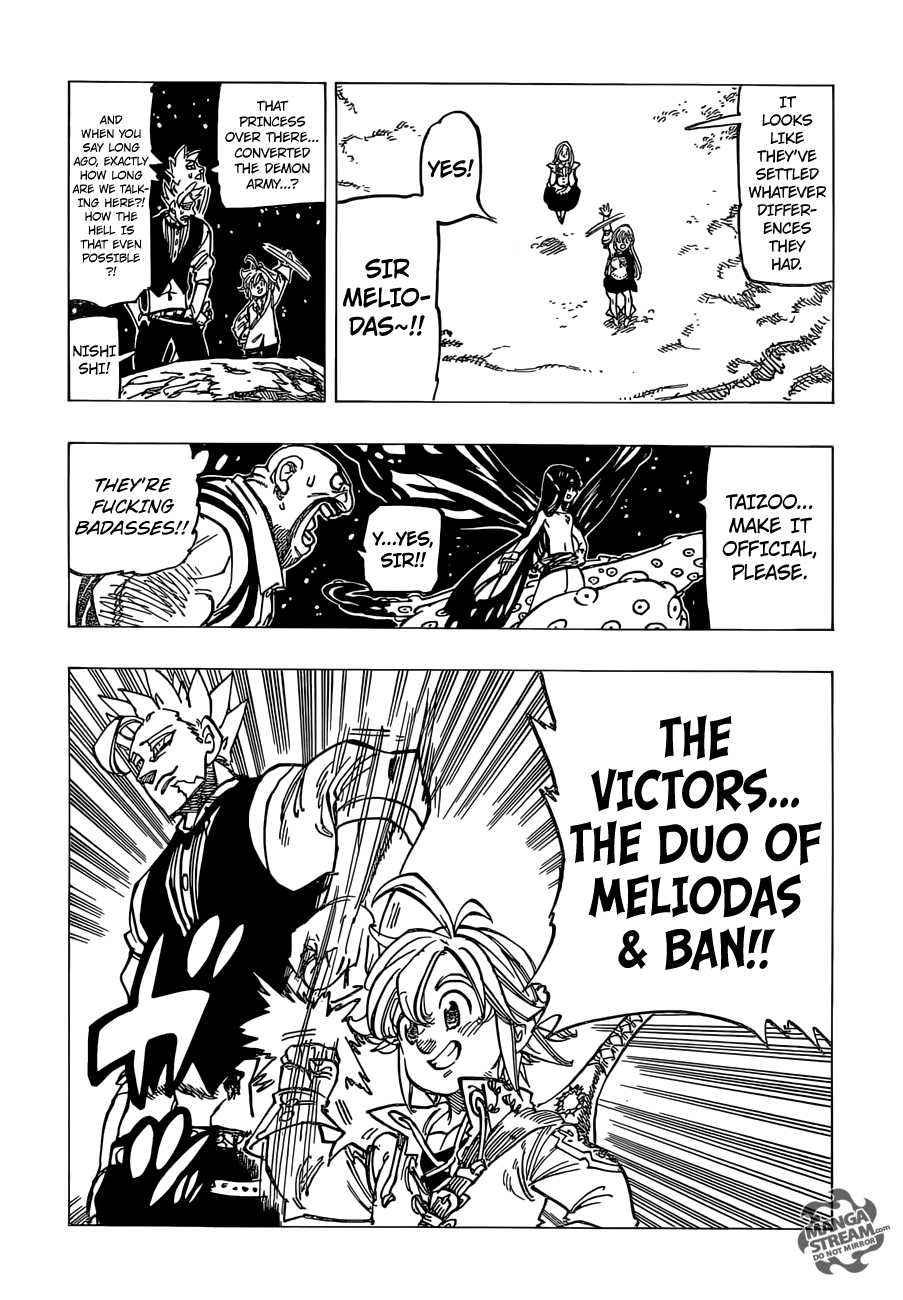 IT
LOOKS
LIKE
THEY'VE
SETTLED
WHATEVER
DIFFER-
ENCES
THEY
HAD.
YES!
SIR
MELIO-
DAS~!!
THAT
PRINCESS
OVER THERE...
CONVERTED
THE DEMON
ARMY...?
AND
WHEN YOU
SAY LONG
AGO, EXACTLY
HOW LONG
ARE WE TALK-
ING HERE?!
HOW THE
HELL IS
THAT EVEN
POSSIBLE
?!
NISHI
SHI!
TAIZOO...
MAKE IT
OFFICIAL,
PLEASE.
Y...YES,
SIR!!
THEY'RE
FUCKING
BADASSES!!
THE
VICTORS...
THE DUO OF
MELIODAS
& BAN!!
ガッ
MANGA
STREAM.com
DO NOT MIRROR